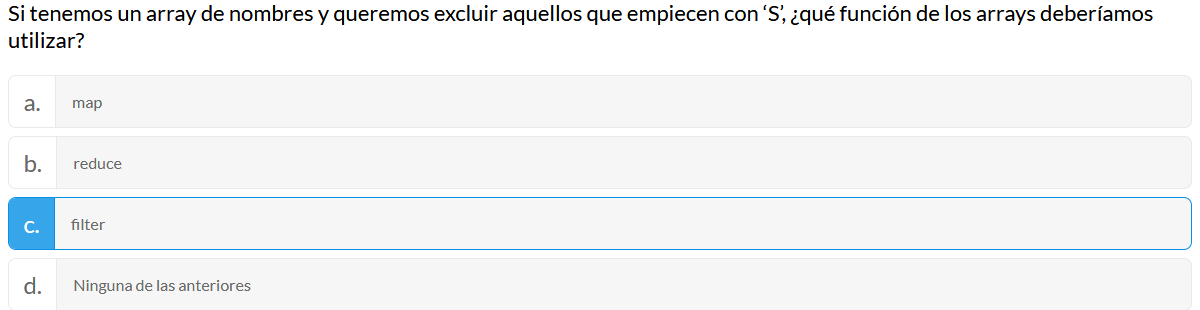 Si tenemos un array de nombres y queremos excluir aquellos que empiecen con ‘S’, ¿qué función de los arrays deberíamos
utilizar?
a. map
b. reduce
c. filter
d. Ninguna de las anteriores